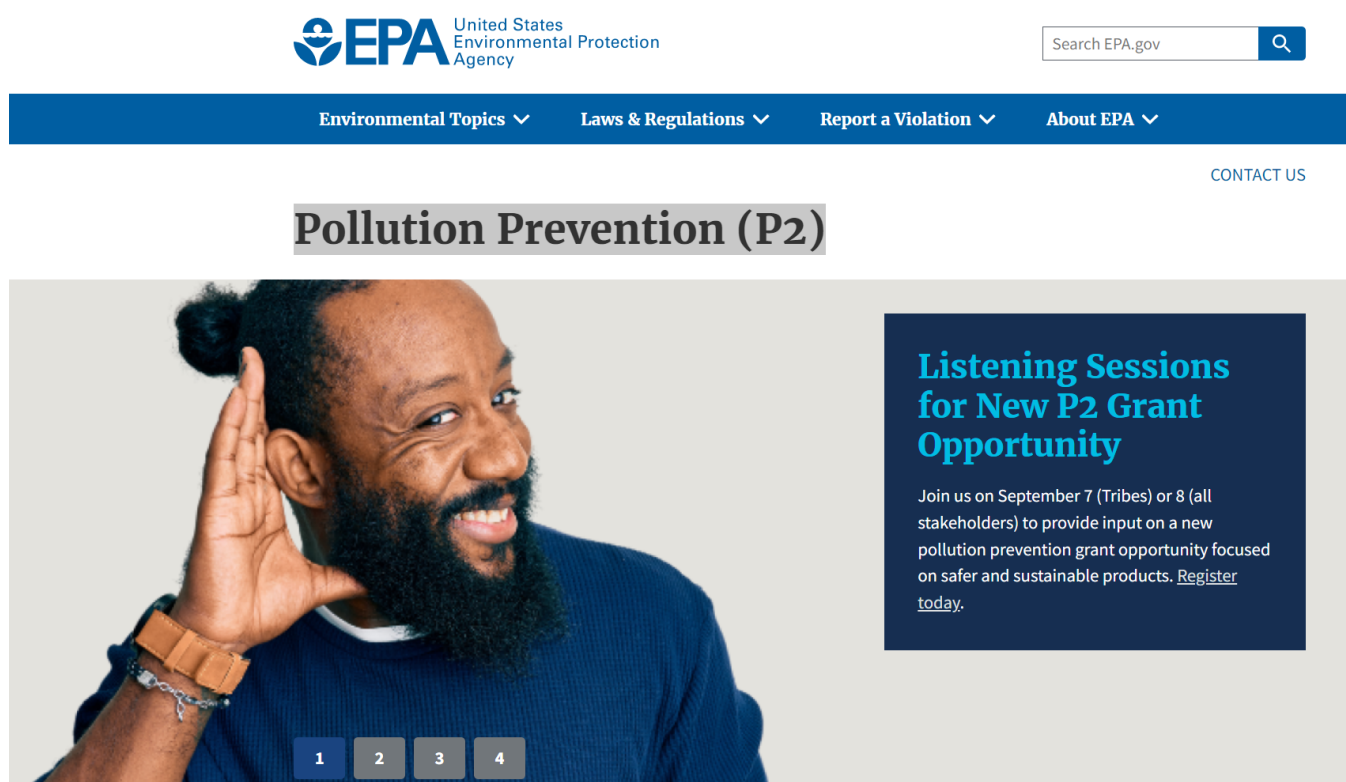 United States
Environmental Protection
Agency
EPA
Search EPA.gov
Environmental Topics
Laws & Regulations
Report a Violation
About EPA
CONTACT US
Pollution Prevention (P2)
Listening Sessions
for New P2 Grant
Opportunity
Join us on September 7 (Tribes) or 8 (all
stakeholders) to provide input on a new
pollution prevention grant opportunity focused
on safer and sustainable products. Register
today.
1
2
3
4